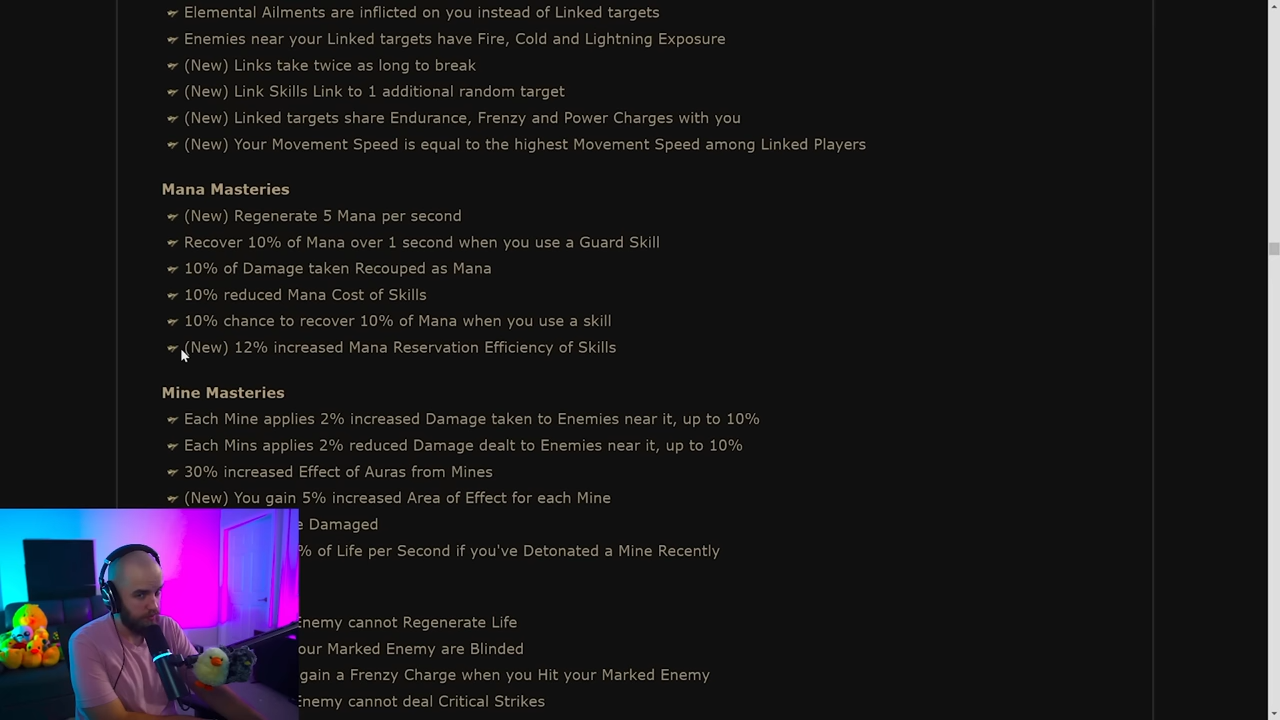 Elemental Ailments are inflicted on you instead of Linked targets
Enemies near your Linked targets have Fire, Cold and Lightning Exposure
(New) Links take twice as long to break
(New) Link Skills Link to 1 additional random target
(New) Linked targets share Endurance, Frenzy and Power Charges with you
(New) Your Movement Speed is equal to the highest Movement Speed among Linked Players
Mana Masteries
(New) Regenerate 5 Mana per second
Recover 10% of Mana over 1 second when you use a Guard Skill
10% of Damage taken Recouped as Mana
10% reduced Mana Cost of Skills
10% chance to recover 10% of Mana when you use a skill
(New) 12% increased Mana Reservation Efficiency of Skills
Mine Masteries
Each Mine applies 2% increased Damage taken to Enemies near it, up to 10%
Each Mins applies 2% reduced Damage dealt to Enemies near it, up to 10%
30% increased Effect of Auras from Mines
(New) You gain 5% increased Area of Effect for each Mine
Damaged
% of Life per Second if you've Detonated a Mine Recently
cannot Regenerate Life
Marked Enemy are Blinded
gain a Frenzy Charge when you Hit your Marked Enemy
cannot deal Critical Strikes